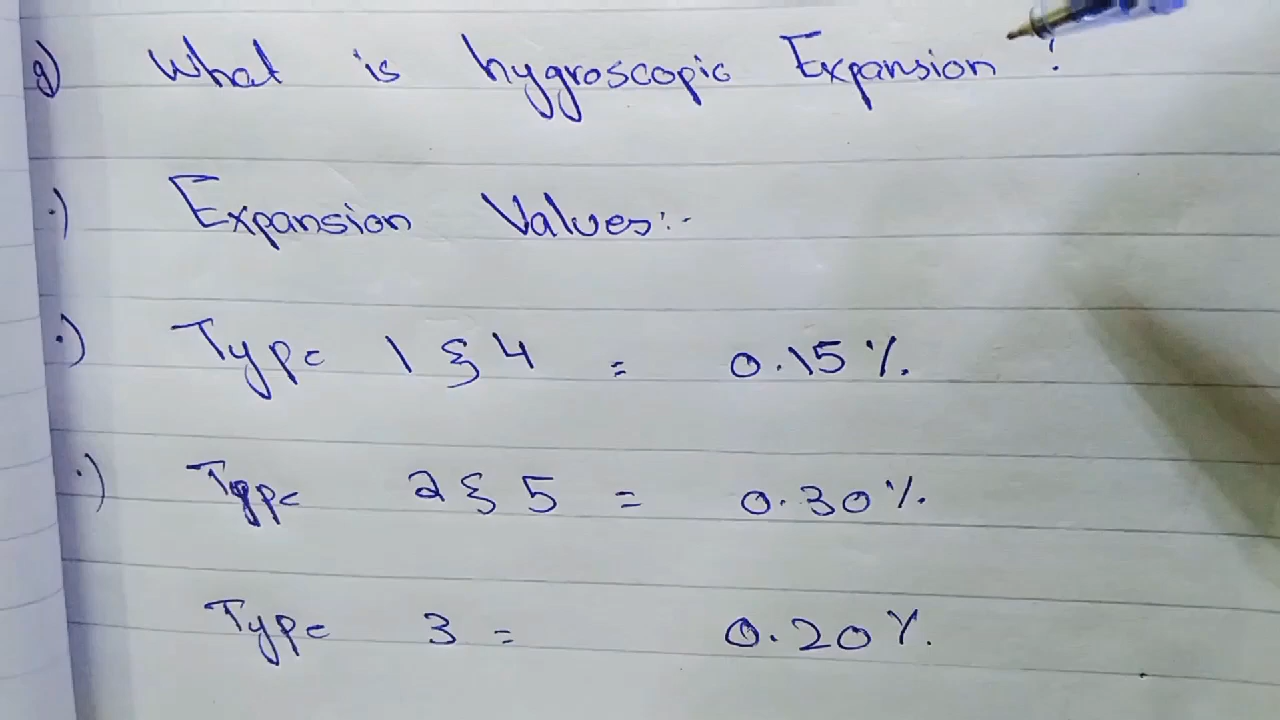 Q) What is hygroscopic Expansion ?
·) Expansion Values:-
·) Type 1 & 4 = 0.15%.
·) Type 2 & 5 = 0.30%.
Type 3 = 0.20%.